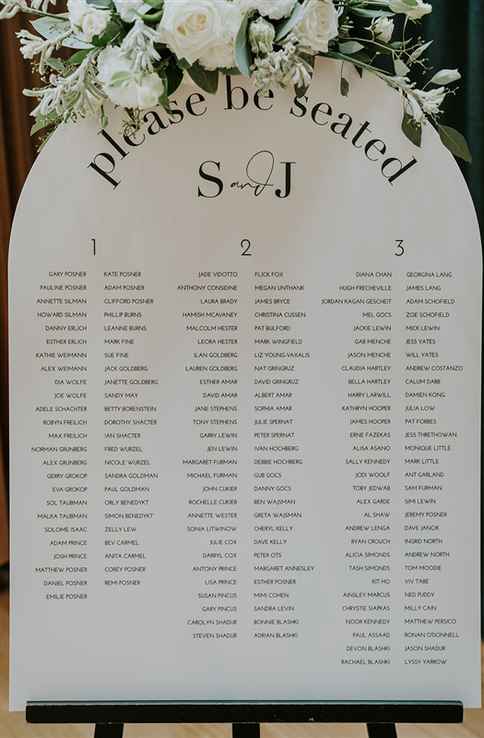 please be seated
S and J
1
GARY POSNER KATE POSNER
PAULINE POSNER ADAM POSNER
ANNETTE SILMAN CLIFFORD POSNER
HOWARD SILMAN PHILLIP BURNS
DANNY ERLICH LEANNE BURNS
ESTHER ERLICH MARK FINE
KATHIE WEIMANN SUE FINE
ALEX WEIMANN JACK GOLDBERG
DIA WOLFE JANETTE GOLDBERG
JOE WOLFE SANDY MAY
ADELE SCHACHTER BETTY BORENSTEIN
ROBYN FREILICH DOROTHY SHACTER
MAX FREILICH IAN SHACTER
NORMAN GRUNBERG FRED WURZEL
ALEX GRUNBERG NICOLE WURZEL
GERRY GROKOP SANDRA GOLDMAN
EVA GROKOP PAUL GOLDMAN
SOL TAUBMAN ORLY BENEDYKT
MALKA TAUBMAN SIMON BENEDYKT
SOLOME ISAAC ZELLY LEW
ADAM PRINCE BEV CARMEL
JOSH PRINCE ANITA CARMEL
MATTHEW POSNER COREY POSNER
DANIEL POSNER REMI POSNER
EMILIE POSNER
2
JADE VIDOTTO FLICK FOX
ANTHONY CONSIDINE MEGAN UNTHANK
LAURA BRADY JAMES BRYCE
HAMISH MCAVANEY CHRISTINA CUSSEN
MALCOLM HESTER PAT BULFORD
LEORA HESTER MARK WINGFIELD
ILAN GOLDBERG LIZ YOUNG-VAXALIS
LAUREN GOLDBERG NAT GRINGRUZ
ESTHER AMAR DAVID GRINGRUZ
DAVID AMAR ALBERT AMAR
JANE STEPHENS SOPHIA AMAR
TONY STEPHENS JULIE SPERNAT
GARRY LEWIN PETER SPERNAT
JEN LEWIN IVAN HOCHBERG
MARGARET FURMAN DEBBIE HOCHBERG
MICHAEL FURMAN GUB GOCS
JOHN CUKIER DANNY GOCS
ROCHELLE CUKIER BEN WAJSMAN
ANNETTE WESTER GRETA WAJSMAN
SONIA LITWINOW CHERYL KELLY
JULIE COX DAVE KELLY
DARRYL COX PETER OTS
ANTONY PRINCE MARGARET ANNESLEY
LISA PRINCE ESTHER POSNER
SUSAN PINCUS MIMI COHEN
GARY PINCUS SANDRA LEVIN
CAROLYN SHADUR BONNIE BLASHKI
STEVEN SHADUR ADRIAN BLASHKI
3
DIANA CHAN GEORGINA LANG
HUGH FRECHEVILLE JAMES LANG
JORDAN KAGAN GESCHEIT ADAM SCHOFIELD
MEL GOCS ZOE SCHOFIELD
JACKIE LEWIN MICK LEWIN
GAB MENCHE JESS YATES
JASON MENCHE WILL YATES
CLAUDIA HARTLEY ANDREW COSTANZO
BELLA HARTLEY CALUM DABB
HARRY LARWILL DAMIEN KONG
KATHRYN HOOPER JULIA LOW
JAMES HOOPER PAT FORBES
ERNE FAZEKAS JESS THREETHOWAN
ALISA ASANO MONIQUE LITTLE
SALLY KENNEDY MARK LITTLE
JODI WOOLF ANT GARLAND
TOBY JEDWAB SAM FURMAN
ALEX GARDE SIMI LEWIN
AL SHAW JEREMY POSNER
ANDREW LENGA DAVE JANOR
RYAN CROUCH INGRID NORTH
ALICIA SIMONDS ANDREW NORTH
TASH SIMONDS TOM MOODIE
KIT HO VIV TABE
AINSLEY MARCUS NED PUDDY
CHRYSTIE SIAPKAS MILLY CAIN
NOOR KENNEDY MATTHEW PERSICO
PAUL ASSAAD RONAN O'DONNELL
DEVON BLASHKI JASON SHADUR
RACHAEL BLASHKI LYSSY YARROW